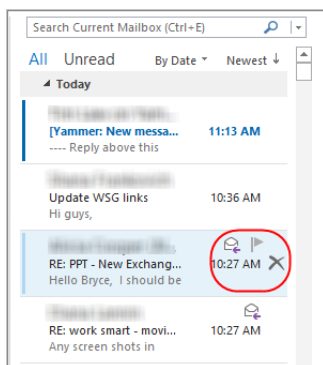 Search Current Mailbox (Ctrl+E)
All Unread By Date Newest
Today
[Yammer: New messa... 11:13 AM
---- Reply above this
Update WSG links 10:36 AM
Hi guys,
RE: PPT - New Exchang... 10:27 AM
Hello Bryce, I should be
RE: work smart - movi... 10:27 AM
Any screen shots in